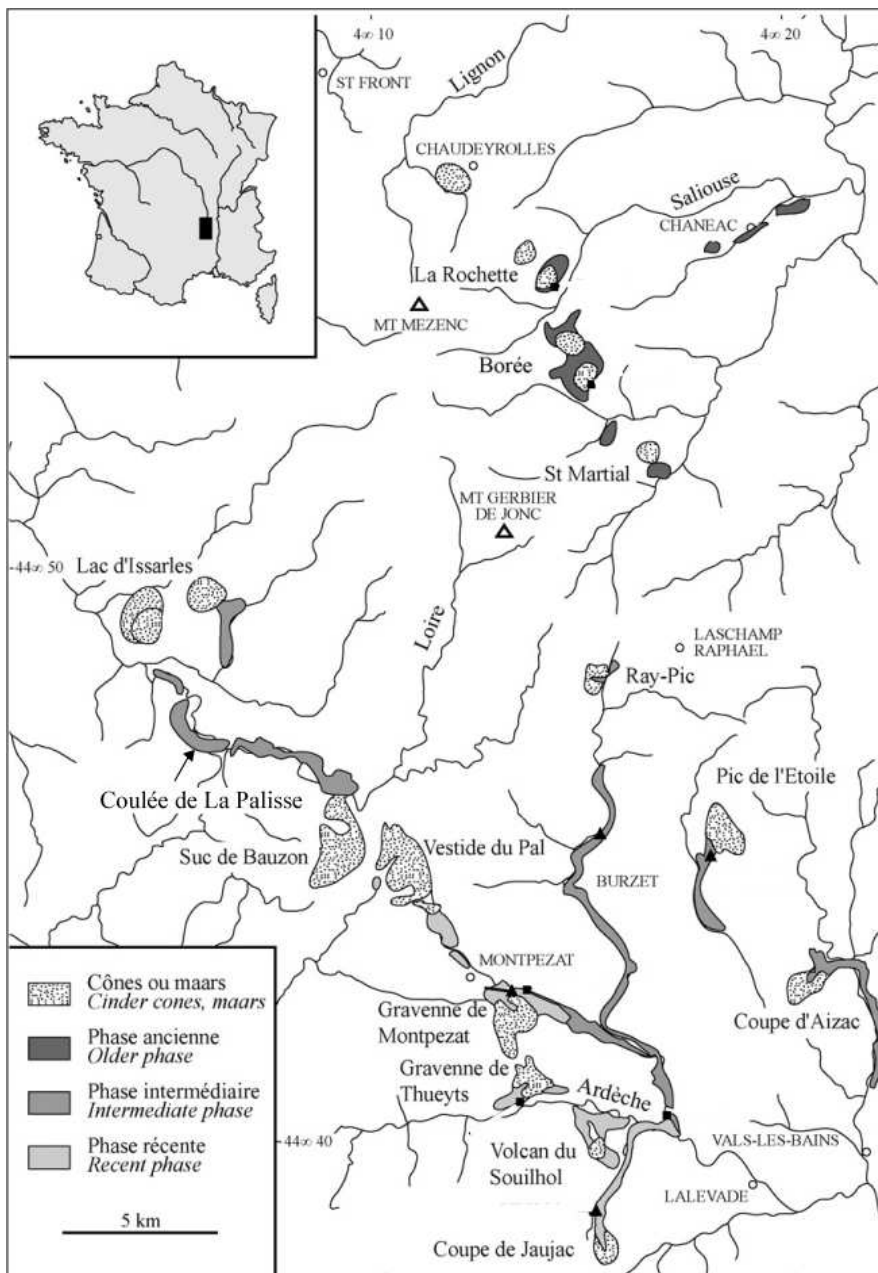 4∞ 10
4∞ 20
ST FRONT
Lignon
CHAUDEYROLLES
Saliouse
CHANEAC
La Rochette
MT MEZENC
Borée
St Martial
MT GERBIER
DE JONC
44∞ 50
Lac d'Issarles
Loire
LASCHAMP
RAPHAEL
Ray-Pic
Coulée de La Palisse
Pic de l'Etoile
Suc de Bauzon
Vestide du Pal
BURZET
MONTPEZAT
Gravenne de
Montpezat
Coupe d'Aizac
Gravenne de
Thueyts
Ardèche
44∞ 40
Volcan du
Souilhol
VALS-LES-BAINS
LALEVADE
Coupe de Jaujac
Cônes ou maars
Cinder cones, maars
Phase ancienne
Older phase
Phase intermédiaire
Intermediate phase
Phase récente
Recent phase
5 km